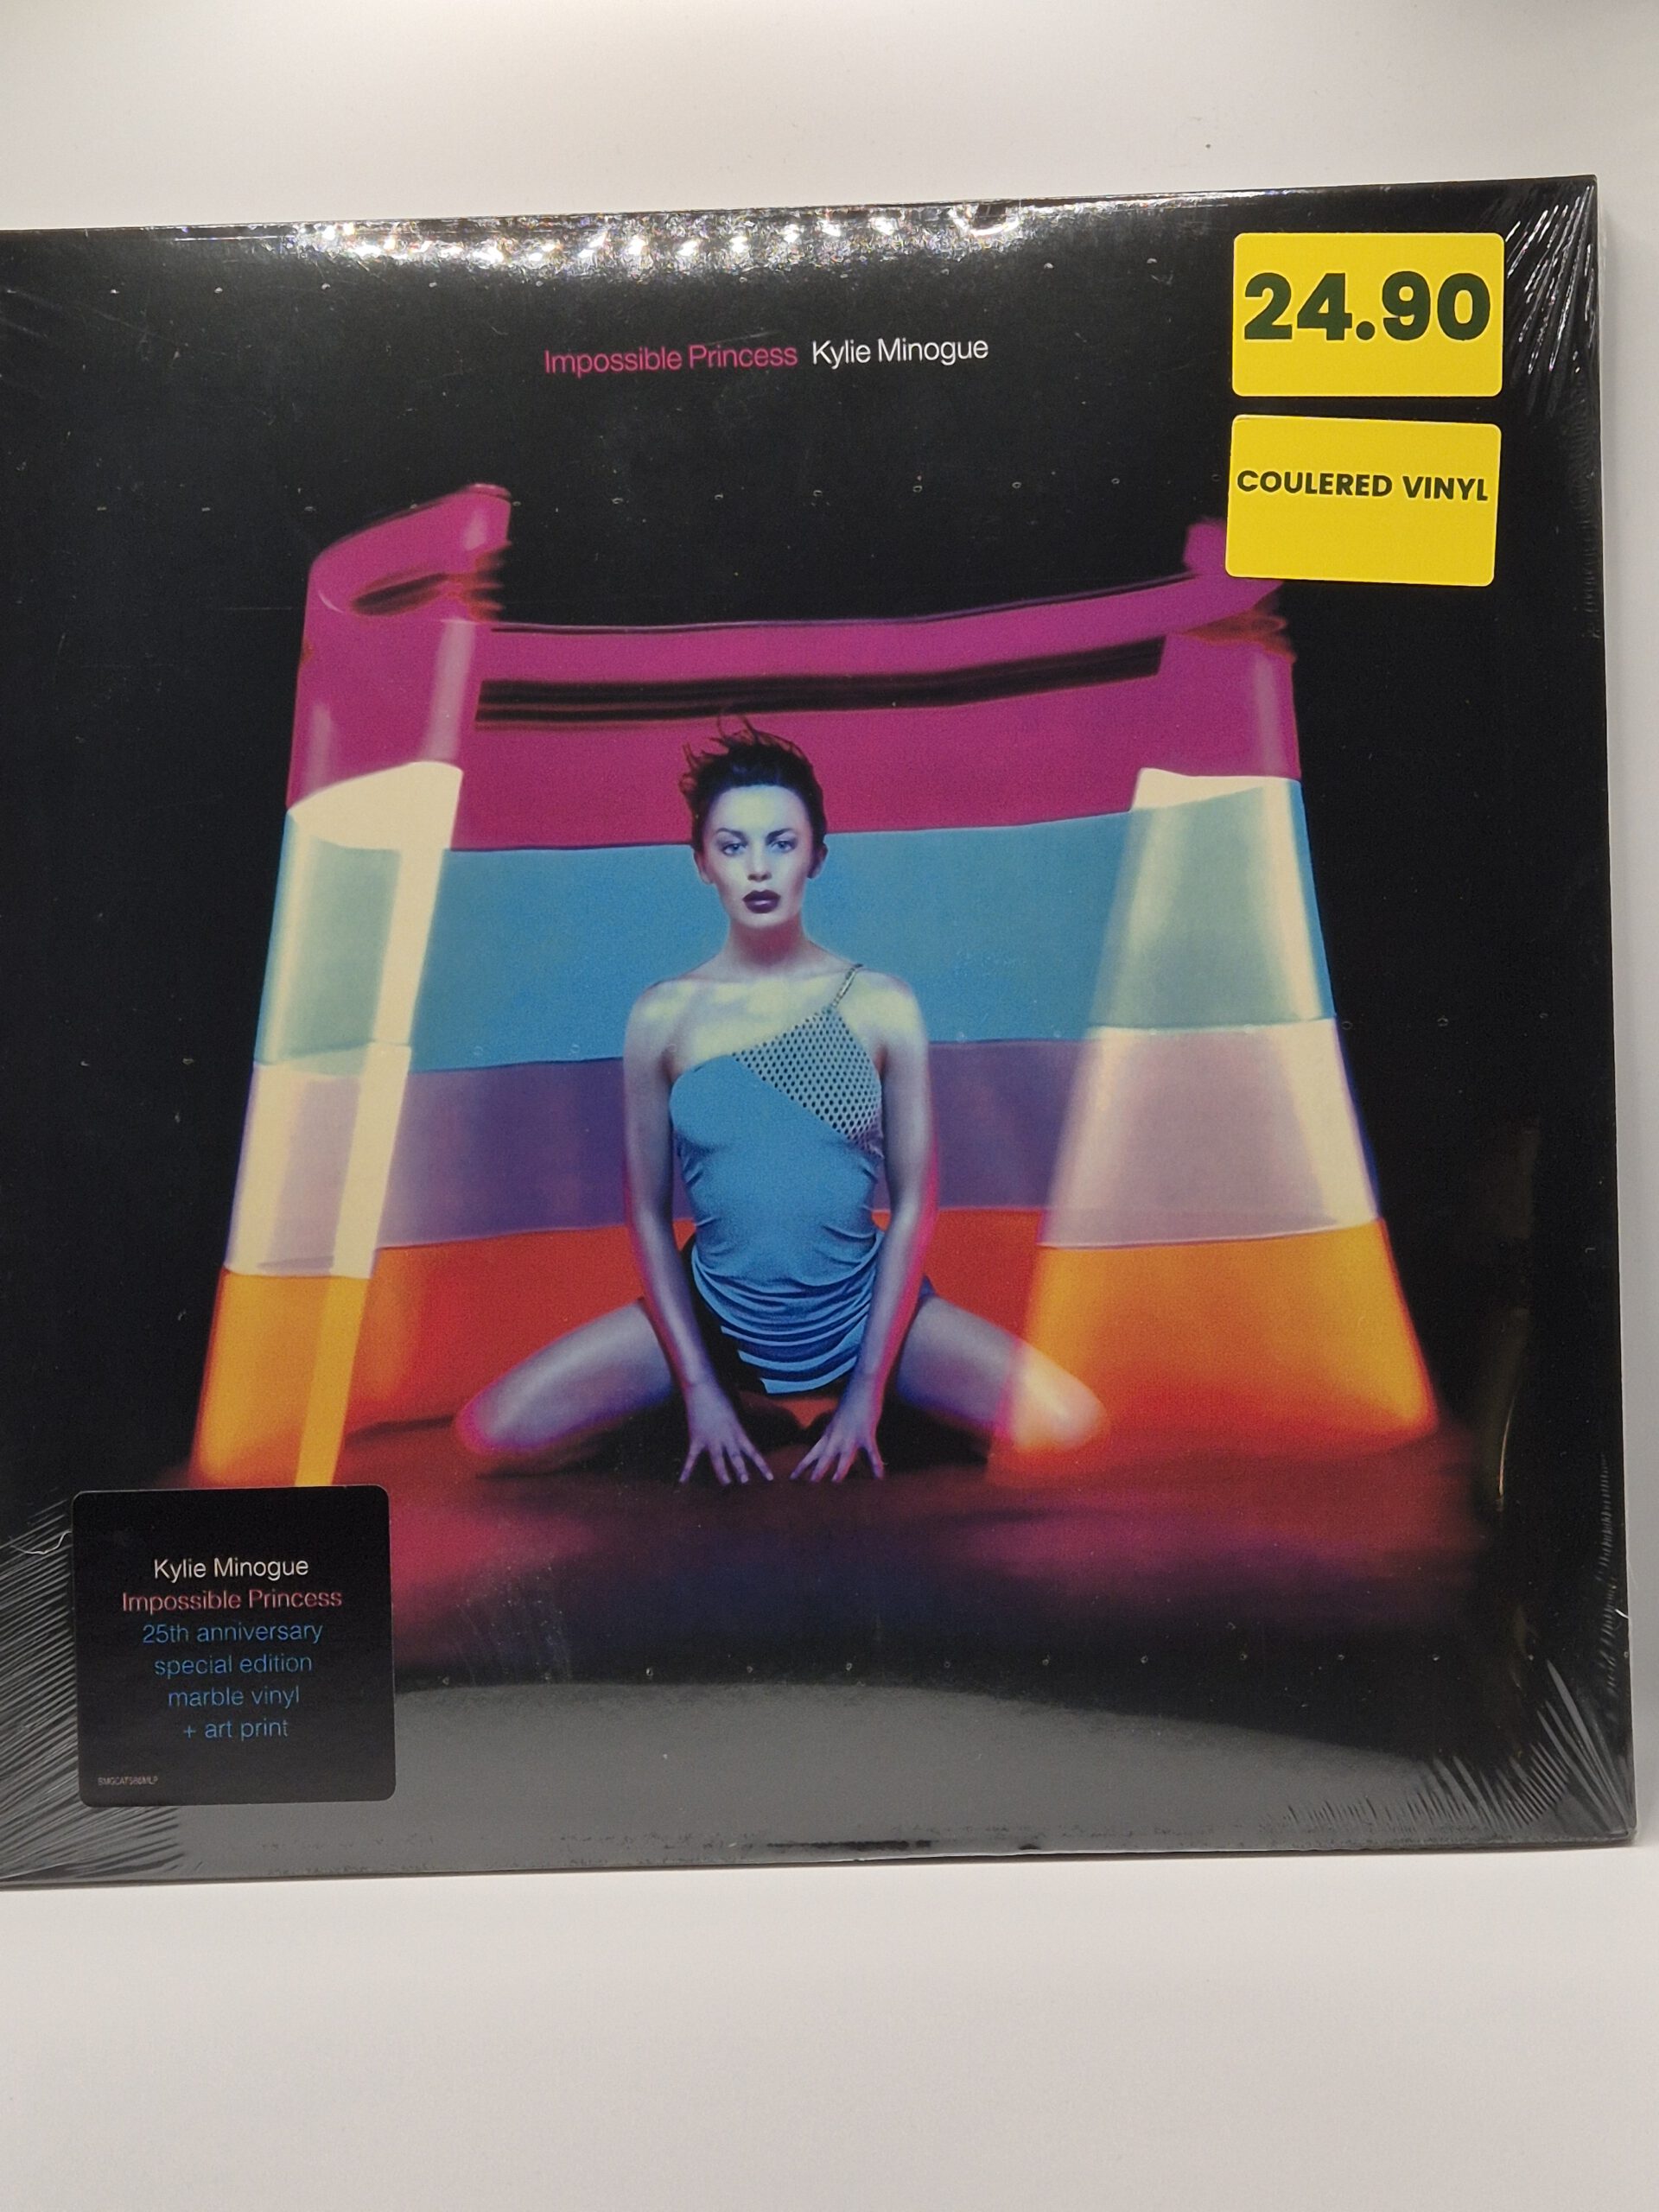 Impossible Princess Kylie Minogue
24.90
COULERED VINYL
Kylie Minogue
Impossible Princess
25th anniversary
special edition
marble vinyl
+ art print
BMGCAT580MLP